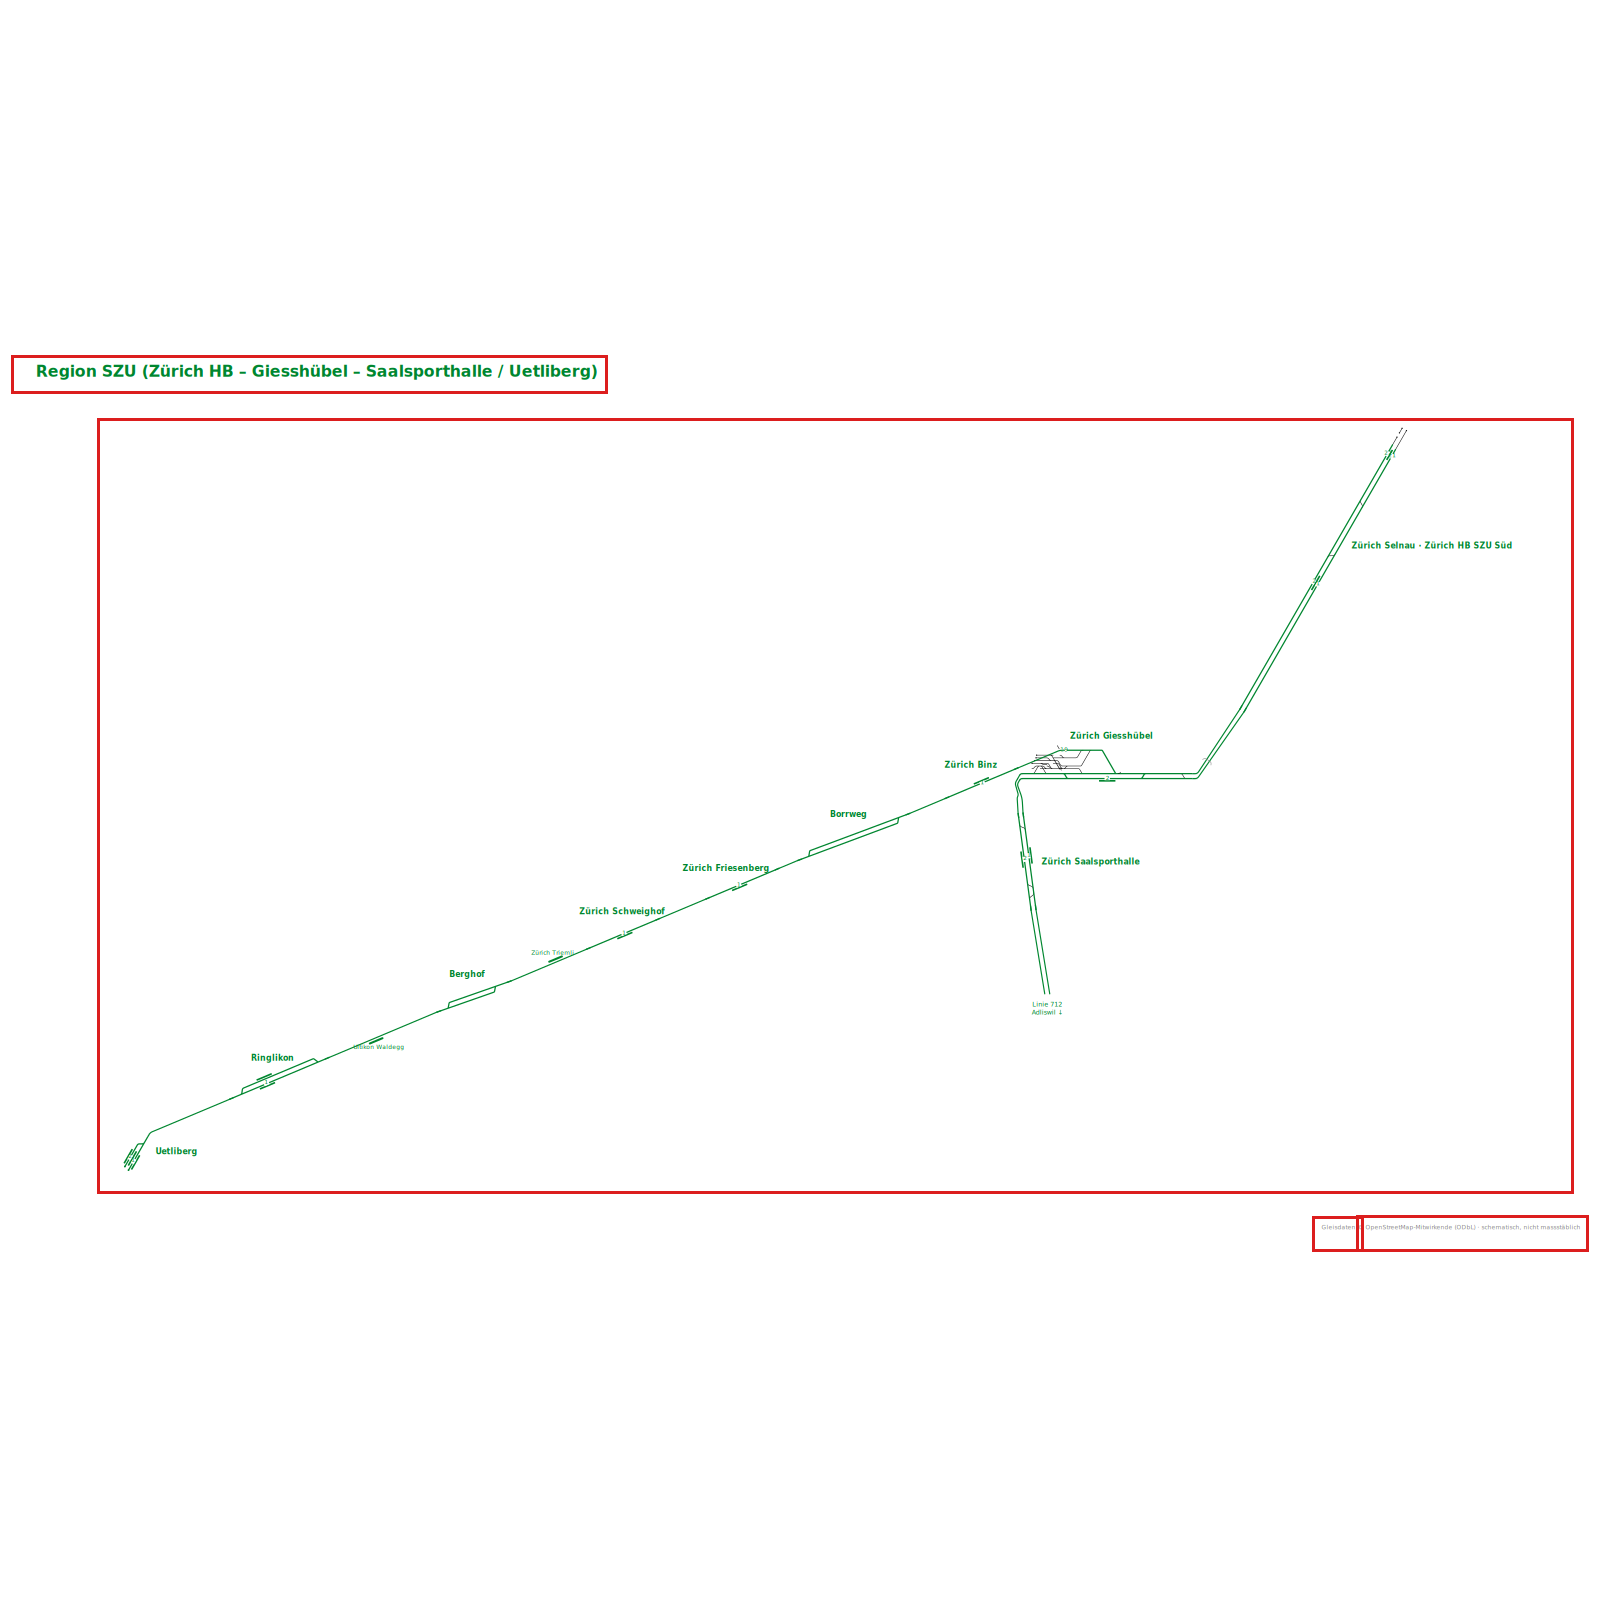 Region SZU (Zürich HB – Giesshübel – Saalsporthalle / Uetliberg)
Zürich Selnau · Zürich HB SZU Süd
Zürich Giesshübel
Zürich Binz
Borrweg
Zürich Saalsporthalle
Zürich Friesenberg
Zürich Schweighof
Zürich Triemli
Berghof
Linie 712
Adliswil ↓
Waldegg
Ringlikon
Uetliberg
Gleisdaten OpenStreetMap-Mitwirkende (ODbL) · schematisch, nicht massstäblich